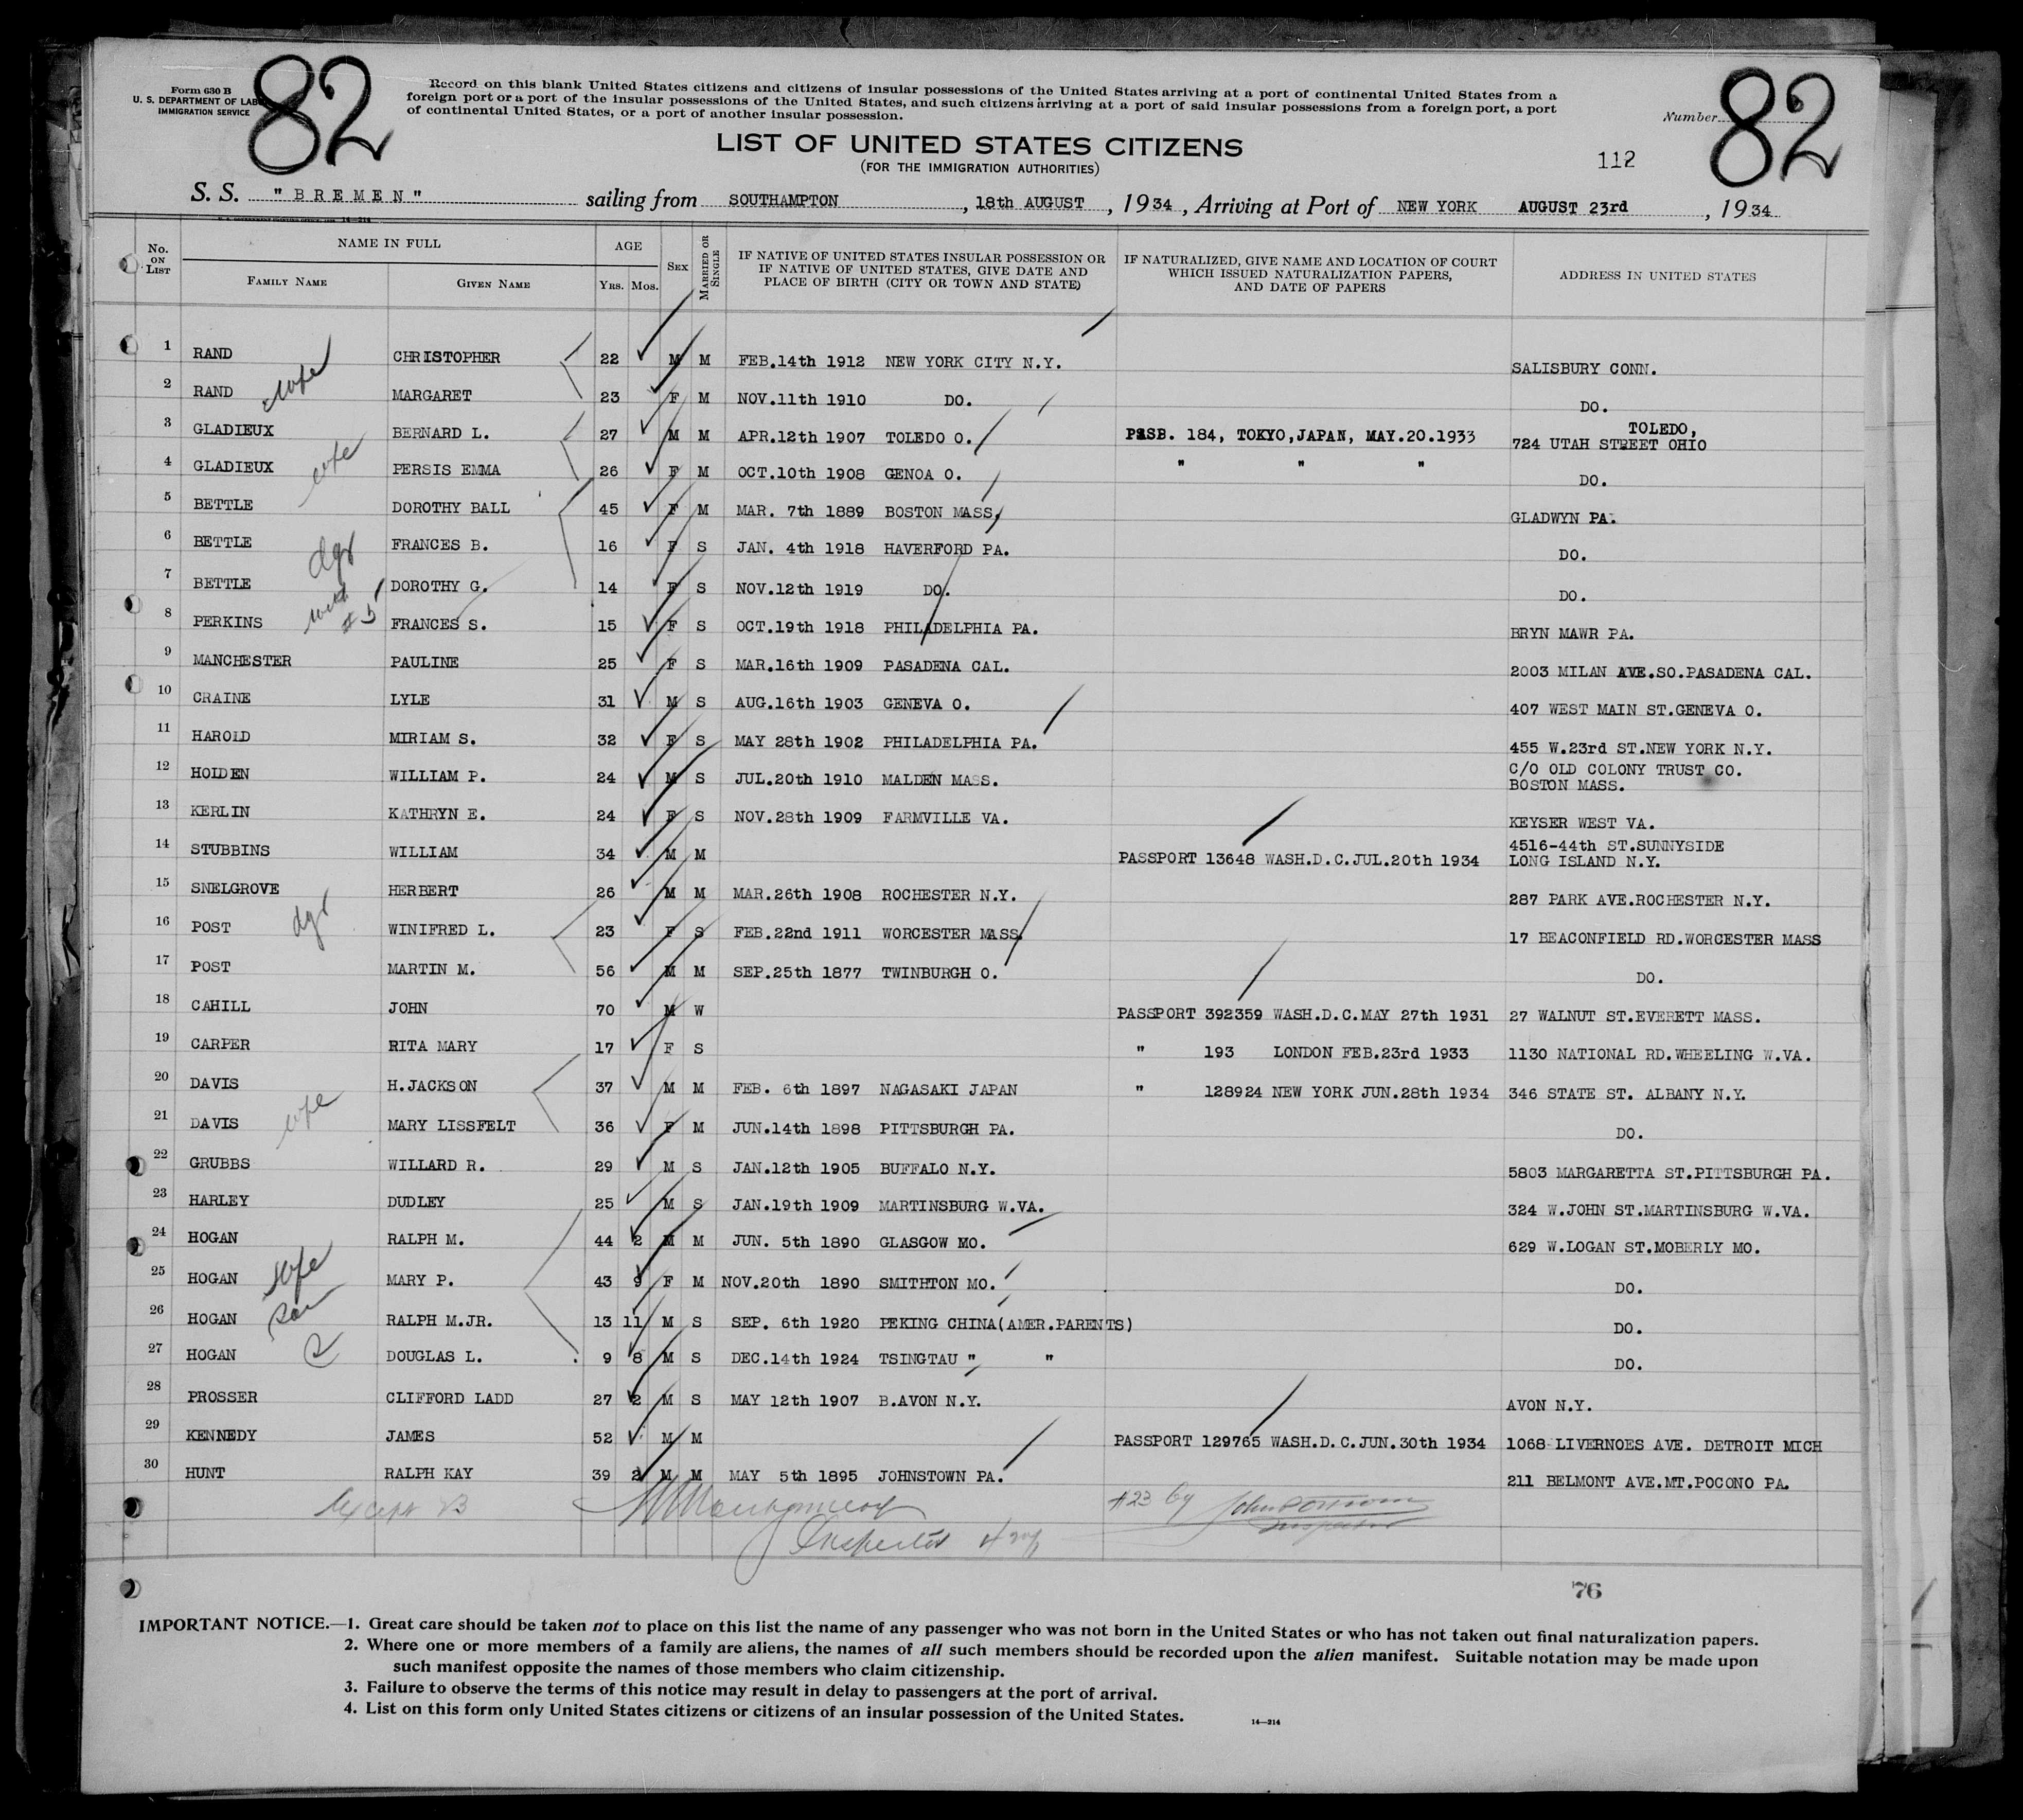 82
82
Form 630 B
U. S. DEPARTMENT OF LABOR
IMMIGRATION SERVICE
Record on this blank United States citizens and citizens of insular possessions of the United States arriving at a port of continental United States from a
foreign port or a port of the insular possessions of the United States, and such citizens arriving at a port of said insular possessions from a foreign port, a port
of continental United States, or a port of another insular possession.
Number
LIST OF UNITED STATES CITIZENS
(FOR THE IMMIGRATION AUTHORITIES)
112
S. S. "BREMEN" sailing from SOUTHAMPTON, 18th AUGUST, 1934, Arriving at Port of NEW YORK AUGUST 23rd, 1934
No. ON LIST
NAME IN FULL
FAMILY NAME
GIVEN NAME
AGE
YRS. MOS.
SEX
MARRIED OR SINGLE
IF NATIVE OF UNITED STATES INSULAR POSSESSION OR
IF NATIVE OF UNITED STATES, GIVE DATE AND
PLACE OF BIRTH (CITY OR TOWN AND STATE)
IF NATURALIZED, GIVE NAME AND LOCATION OF COURT
WHICH ISSUED NATURALIZATION PAPERS,
AND DATE OF PAPERS
ADDRESS IN UNITED STATES
1 RAND CHRISTOPHER 22 M M FEB.14th 1912 NEW YORK CITY N.Y. SALISBURY CONN.
2 RAND wife MARGARET 23 F M NOV.11th 1910 DO. DO.
3 GLADIEUX BERNARD L. 27 M M APR.12th 1907 TOLEDO O. PASB. 184, TOKYO,JAPAN, MAY.20.1933 724 UTAH STREET TOLEDO, OHIO
4 GLADIEUX wife PERSIS EMMA 26 F M OCT.10th 1908 GENOA O. " " " DO.
5 BETTLE DOROTHY BALL 45 F M MAR. 7th 1889 BOSTON MASS. GLADWYN PA.
6 BETTLE dgr FRANCES B. 16 F S JAN. 4th 1918 HAVERFORD PA. DO.
7 BETTLE DOROTHY G. 14 F S NOV.12th 1919 DO. DO.
8 PERKINS with #5 FRANCES S. 15 F S OCT.19th 1918 PHILADELPHIA PA. BRYN MAWR PA.
9 MANCHESTER PAULINE 25 F S MAR.16th 1909 PASADENA CAL. 2003 MILAN AVE.SO.PASADENA CAL.
10 CRAINE LYLE 31 M S AUG.16th 1903 GENEVA O. 407 WEST MAIN ST.GENEVA O.
11 HAROLD MIRIAM S. 32 F S MAY 28th 1902 PHILADELPHIA PA. 455 W.23rd ST.NEW YORK N.Y.
12 HOLDEN WILLIAM P. 24 M S JUL.20th 1910 MALDEN MASS. C/O OLD COLONY TRUST CO.
BOSTON MASS.
13 KERLIN KATHRYN E. 24 F S NOV.28th 1909 FARMVILLE VA. KEYSER WEST VA.
14 STUBBINS WILLIAM 34 M M PASSPORT 13648 WASH.D.C.JUL.20th 1934 4516-44th ST.SUNNYSIDE
LONG ISLAND N.Y.
15 SNELGROVE HERBERT 26 M M MAR.26th 1908 ROCHESTER N.Y. 287 PARK AVE.ROCHESTER N.Y.
16 POST dgr WINIFRED L. 23 F S FEB.22nd 1911 WORCESTER MASS. 17 BEACONFIELD RD.WORCESTER MASS
17 POST MARTIN M. 56 M M SEP.25th 1877 TWINBURGH O. DO.
18 CAHILL JOHN 70 M W PASSPORT 392359 WASH.D.C.MAY 27th 1931 27 WALNUT ST.EVERETT MASS.
19 CARPER RITA MARY 17 F S " 193 LONDON FEB.23rd 1933 1130 NATIONAL RD.WHEELING W.VA.
20 DAVIS H.JACKSON 37 M M FEB. 6th 1897 NAGASAKI JAPAN " 128924 NEW YORK JUN.28th 1934 346 STATE ST. ALBANY N.Y.
21 DAVIS wife MARY LISSFELT 36 F M JUN.14th 1898 PITTSBURGH PA. DO.
22 GRUBBS WILLARD R. 29 M S JAN.12th 1905 BUFFALO N.Y. 5803 MARGARETTA ST.PITTSBURGH PA.
23 HARLEY DUDLEY 25 M S JAN.19th 1909 MARTINSBURG W.VA. 324 W.JOHN ST.MARTINSBURG W.VA.
24 HOGAN RALPH M. 44 2 M M JUN. 5th 1890 GLASGOW MO. 629 W.LOGAN ST.MOBERLY MO.
25 HOGAN wife MARY P. 43 9 F M NOV.20th 1890 SMITHTON MO. DO.
26 HOGAN son RALPH M.JR. 13 11 M S SEP. 6th 1920 PEKING CHINA(AMER.PARENTS) DO.
27 HOGAN DOUGLAS L. 9 8 M S DEC.14th 1924 TSINGTAU " " DO.
28 PROSSER CLIFFORD LADD 27 2 M S MAY 12th 1907 B.AVON N.Y. AVON N.Y.
29 KENNEDY JAMES 52 M M PASSPORT 129765 WASH.D.C.JUN.30th 1934 1068 LIVERNOES AVE. DETROIT MICH
30 HUNT RALPH KAY 39 2 M M MAY 5th 1895 JOHNSTOWN PA. 211 BELMONT AVE.MT.POCONO PA.
Except 23
Inspector
#23 by
Inspector
76
IMPORTANT NOTICE.—1. Great care should be taken not to place on this list the name of any passenger who was not born in the United States or who has not taken out final naturalization papers.
2. Where one or more members of a family are aliens, the names of all such members should be recorded upon the alien manifest. Suitable notation may be made upon
such manifest opposite the names of those members who claim citizenship.
3. Failure to observe the terms of this notice may result in delay to passengers at the port of arrival.
4. List on this form only United States citizens or citizens of an insular possession of the United States.
14—214